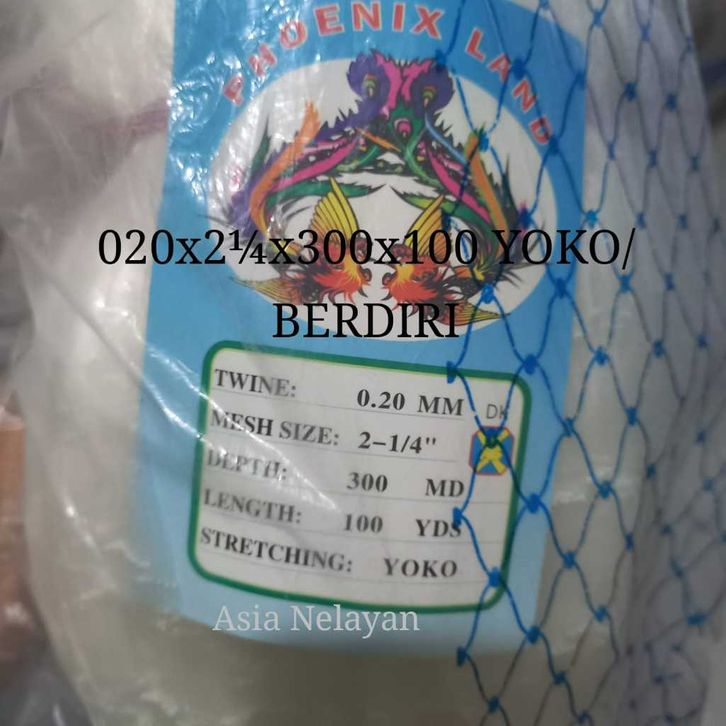 PHOENIX LAND
020x2¼x300x100 YOKO/
BERDIRI
TWINE: 0.20 MM DK
MESH SIZE: 2-1/4"
DEPTH: 300 MD
LENGTH: 100 YDS
STRETCHING: YOKO
Asia Nelayan